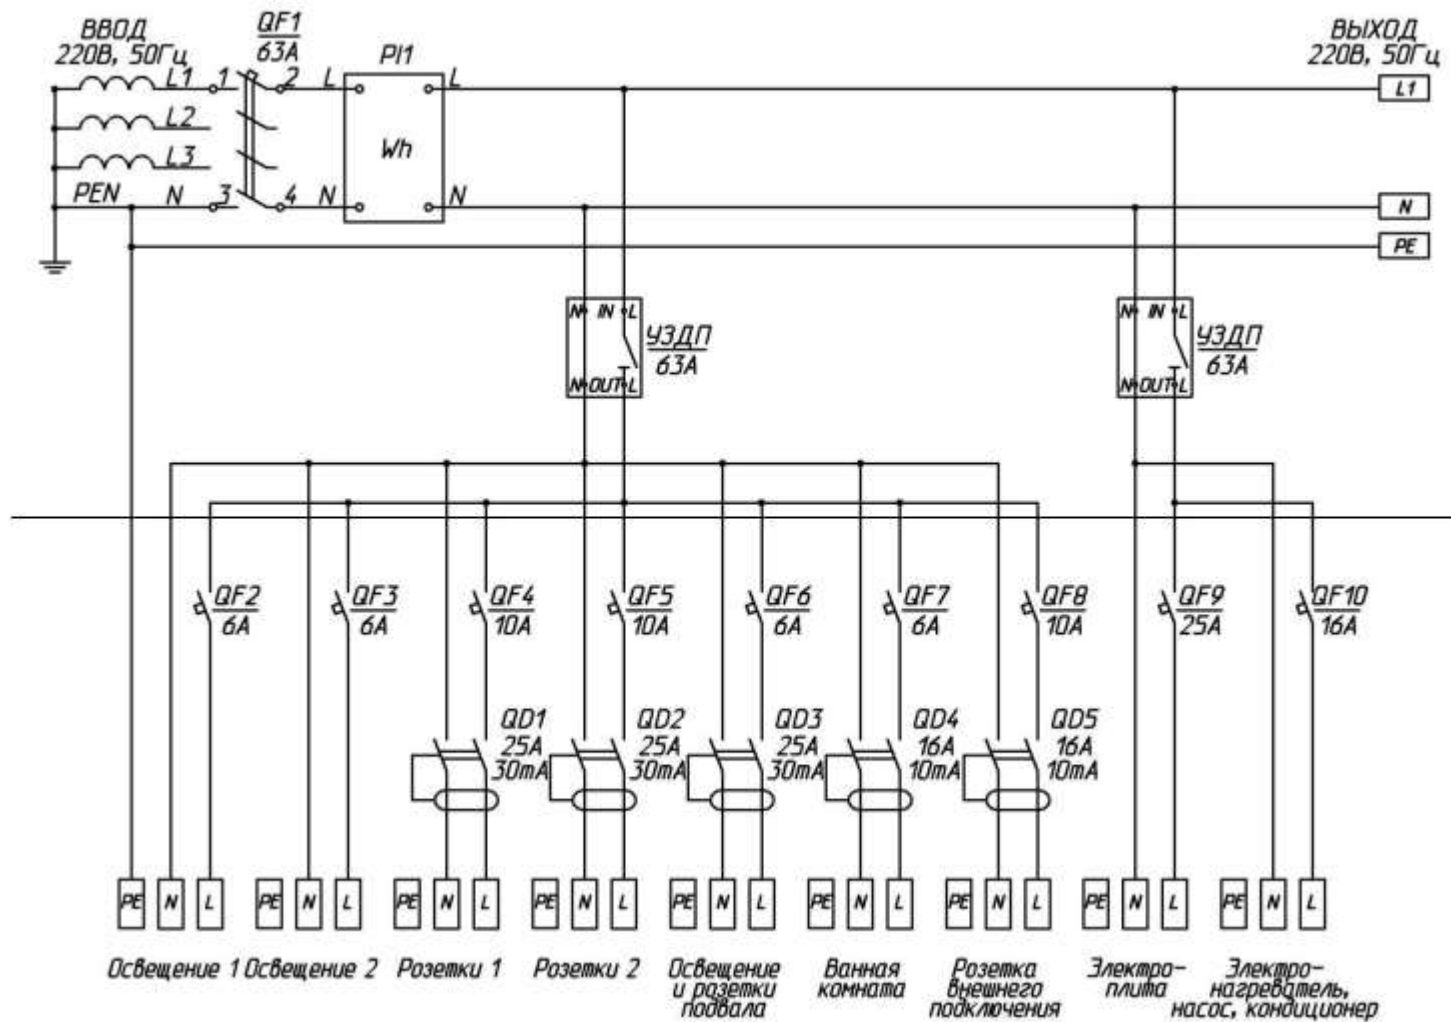 ВВОД
220В, 50Гц
QF1
63А
PI1
ВЫХОД
220В, 50Гц
L1 1 2 L L L1
L2
L3
Wh
PEN N 3 4 N N N
PE
N IN L
N OUT L
УЗДП
63А
N IN L
N OUT L
УЗДП
63А
QF2
6А
QF3
6А
QF4
10А
QF5
10А
QF6
6А
QF7
6А
QF8
10А
QF9
25А
QF10
16А
QD1
25А
30mA
QD2
25А
30mA
QD3
25А
30mA
QD4
16А
10mA
QD5
16А
10mA
PE N L PE N L PE N L PE N L PE N L PE N L PE N L PE N L PE N L
Освещение 1
Освещение 2
Розетки 1
Розетки 2
Освещение
и розетки
подвала
Ванная
комната
Розетка
внешнего
подключения
Электро-
плита
Электро-
нагреватель,
насос, кондиционер